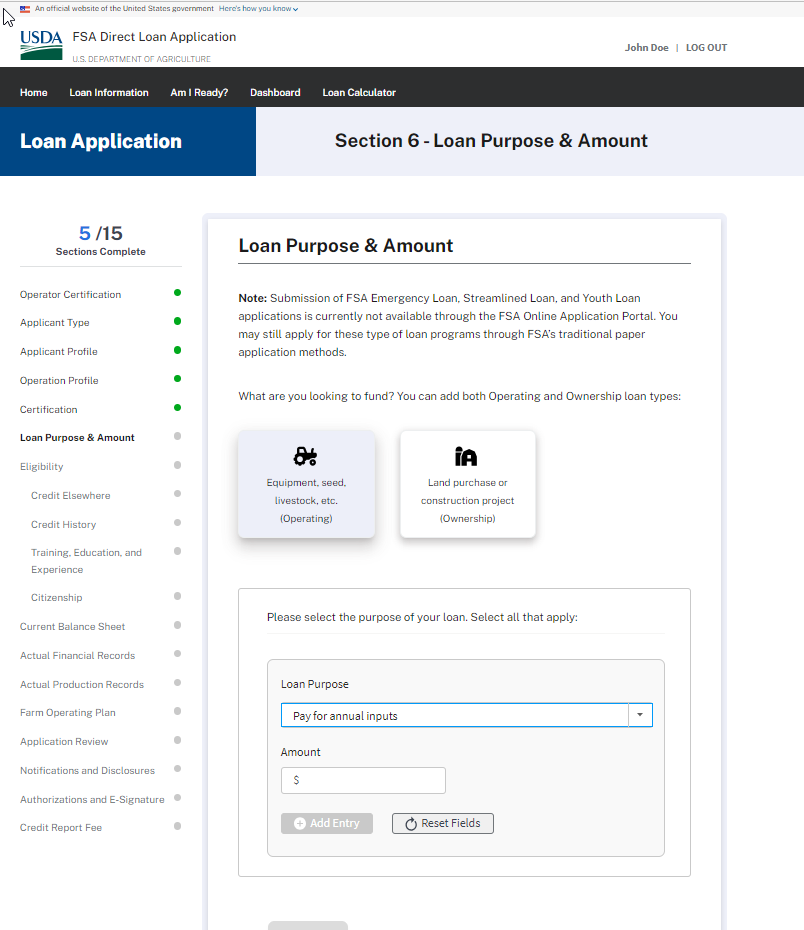 An official website of the United States government Here's how you know
USDA
FSA Direct Loan Application
U.S. DEPARTMENT OF AGRICULTURE
John Doe | LOG OUT
Home Loan Information Am I Ready? Dashboard Loan Calculator
Loan Application
Section 6 - Loan Purpose & Amount
5 /15
Sections Complete
Operator Certification
Applicant Type
Applicant Profile
Operation Profile
Certification
Loan Purpose & Amount
Eligibility
Credit Elsewhere
Credit History
Training, Education, and
Experience
Citizenship
Current Balance Sheet
Actual Financial Records
Actual Production Records
Farm Operating Plan
Application Review
Notifications and Disclosures
Authorizations and E-Signature
Credit Report Fee
Loan Purpose & Amount
Note: Submission of FSA Emergency Loan, Streamlined Loan, and Youth Loan
applications is currently not available through the FSA Online Application Portal. You
may still apply for these type of loan programs through FSA's traditional paper
application methods.
What are you looking to fund? You can add both Operating and Ownership loan types:
Equipment, seed,
livestock, etc.
(Operating)
Land purchase or
construction project
(Ownership)
Please select the purpose of your loan. Select all that apply:
Loan Purpose
Pay for annual inputs
Amount
$
Add Entry
Reset Fields